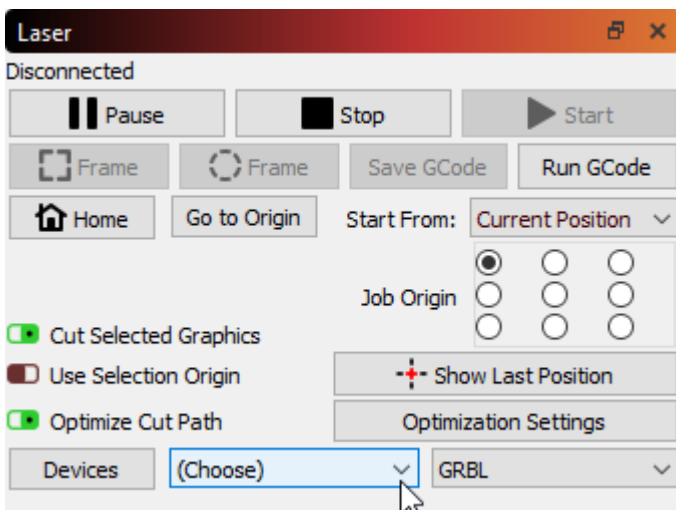 Laser
Disconnected
Pause Stop Start
Frame Frame Save GCode Run GCode
Home Go to Origin Start From: Current Position
Job Origin
Cut Selected Graphics
Use Selection Origin Show Last Position
Optimize Cut Path Optimization Settings
Devices (Choose) GRBL